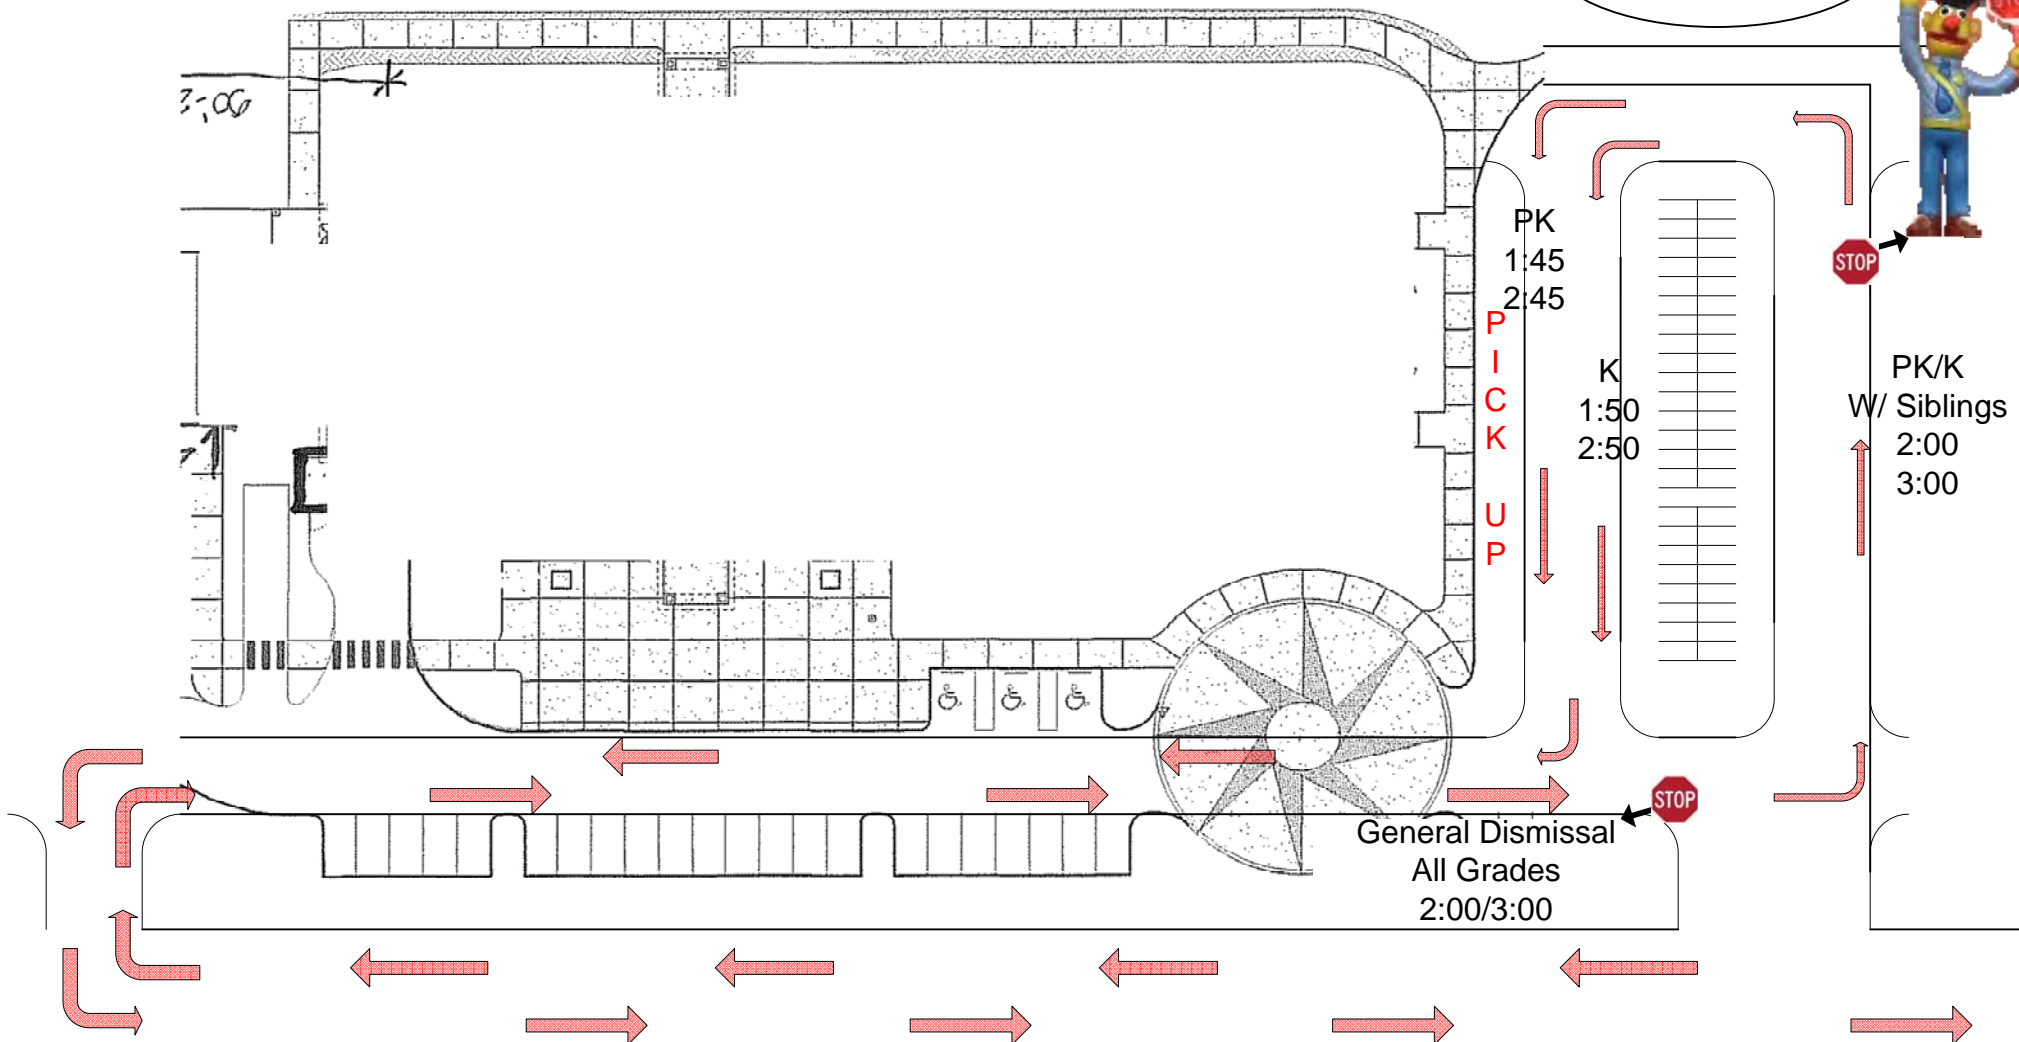 PK
1:45
2:45
P
I
C
K
U
P
K
1:50
2:50
STOP
PK/K
W/ Siblings
2:00
3:00
STOP
General Dismissal
All Grades
2:00/3:00